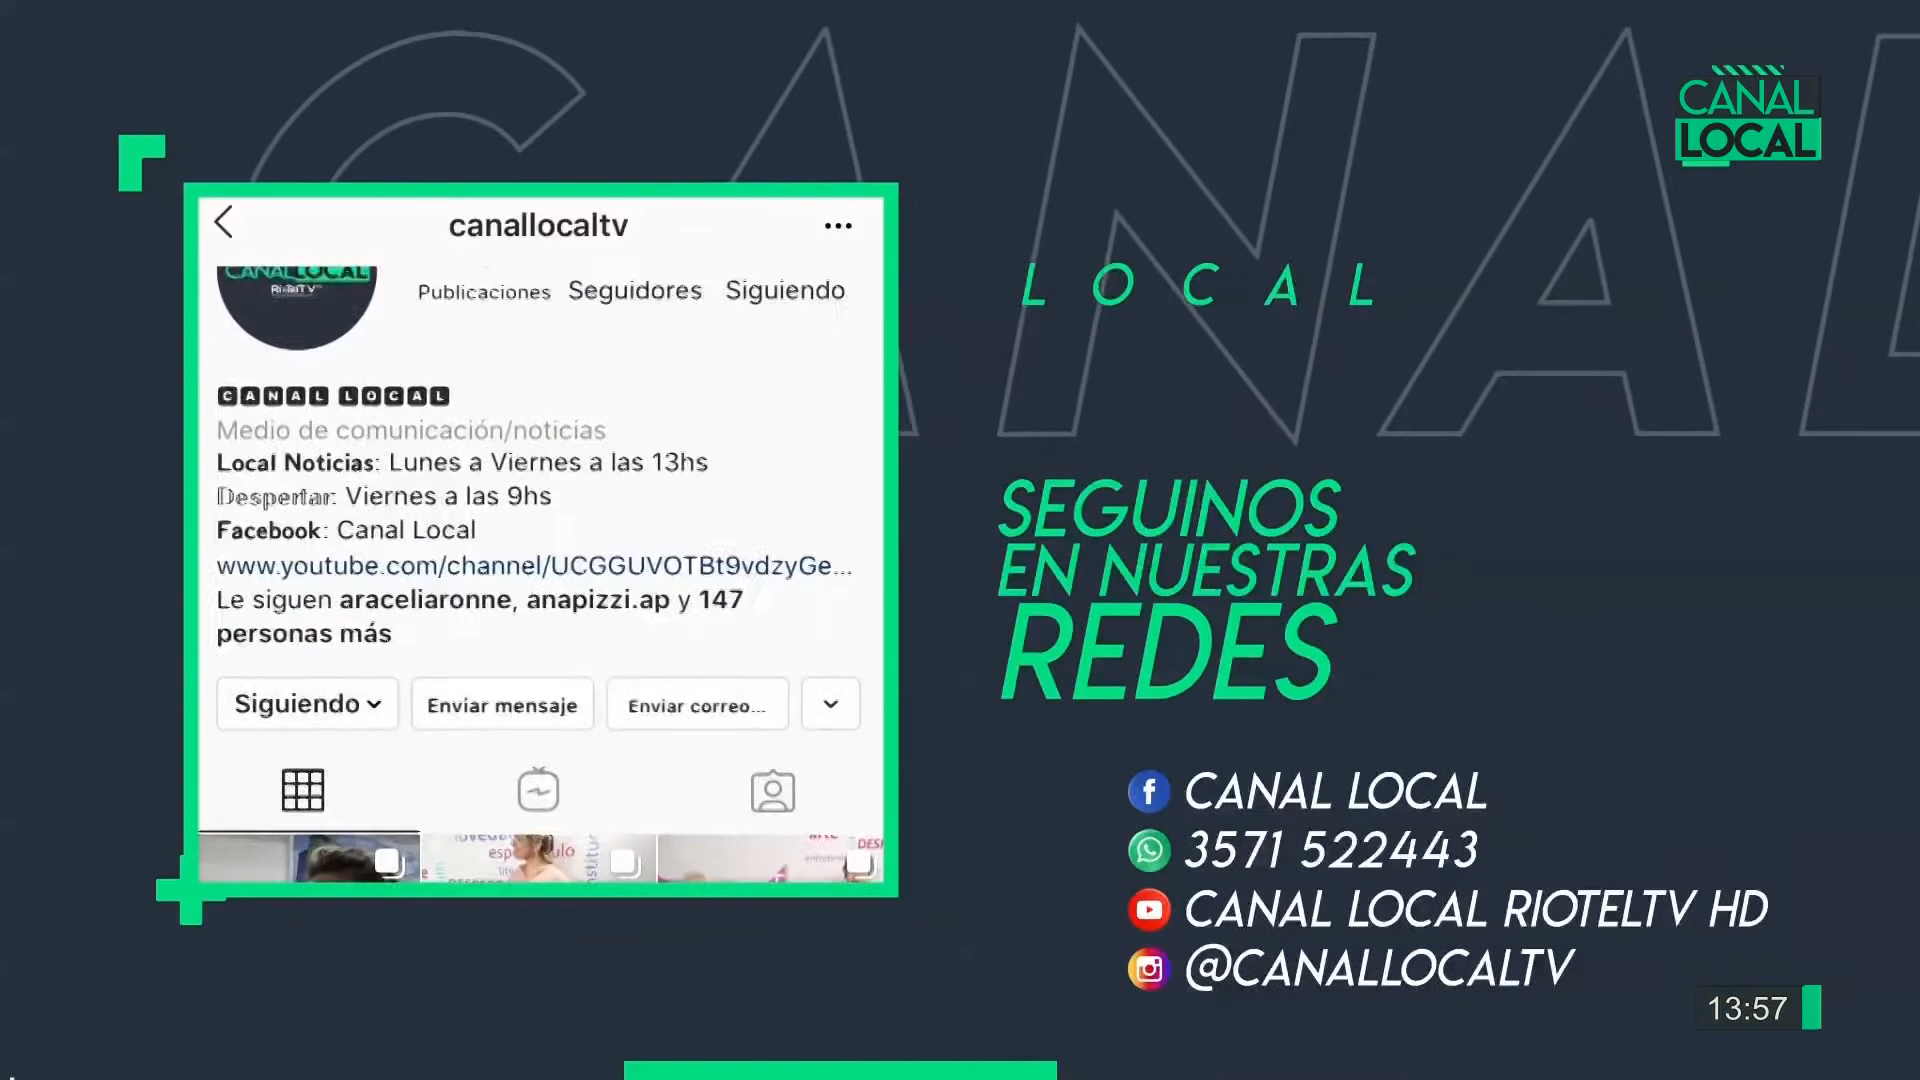 CANAL
CANAL
LOCAL
canallocaltv
CANAL LOCAL
Publicaciones Seguidores Siguiendo
LOCAL
CANAL LOCAL
Medio de comunicación/noticias
Local Noticias: Lunes a Viernes a las 13hs
Despertar: Viernes a las 9hs
Facebook: Canal Local
www.youtube.com/channel/UCGGUVOTBt9vdzyGe...
Le siguen araceliaronne, anapizzi.ap y 147
personas más
Siguiendo
Enviar mensaje
Enviar correo...
SEGUINOS
EN NUESTRAS
REDES
CANAL LOCAL
3571 522443
CANAL LOCAL RIOTELTV HD
@CANALLOCALTV
13:57